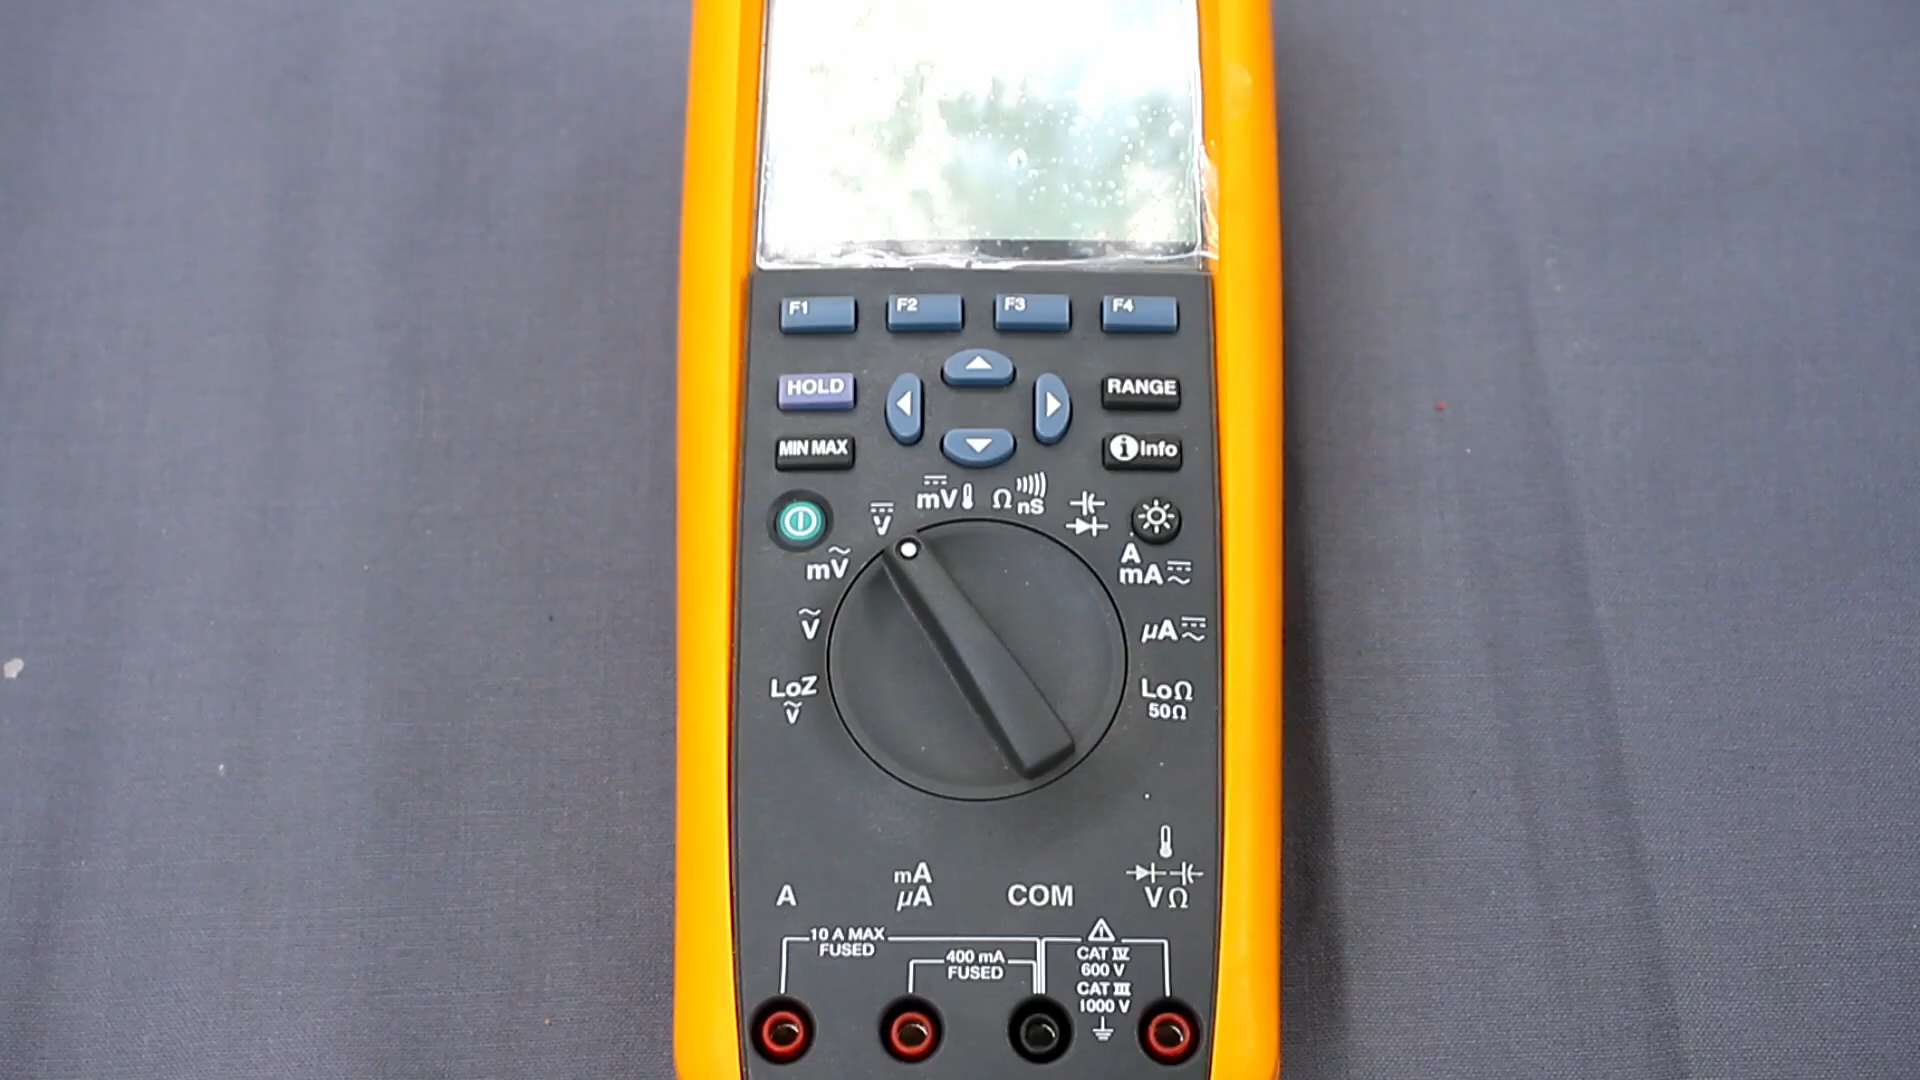 F1 F2 F3 F4
HOLD
RANGE
MIN MAX
i Info
V
mV
Ω
nS
mV
A
mA
V
µA
LoZ
V
LoΩ
50Ω
A
mA
µA
COM
V Ω
10 A MAX
FUSED
400 mA
FUSED
CAT IV
600 V
CAT III
1000 V